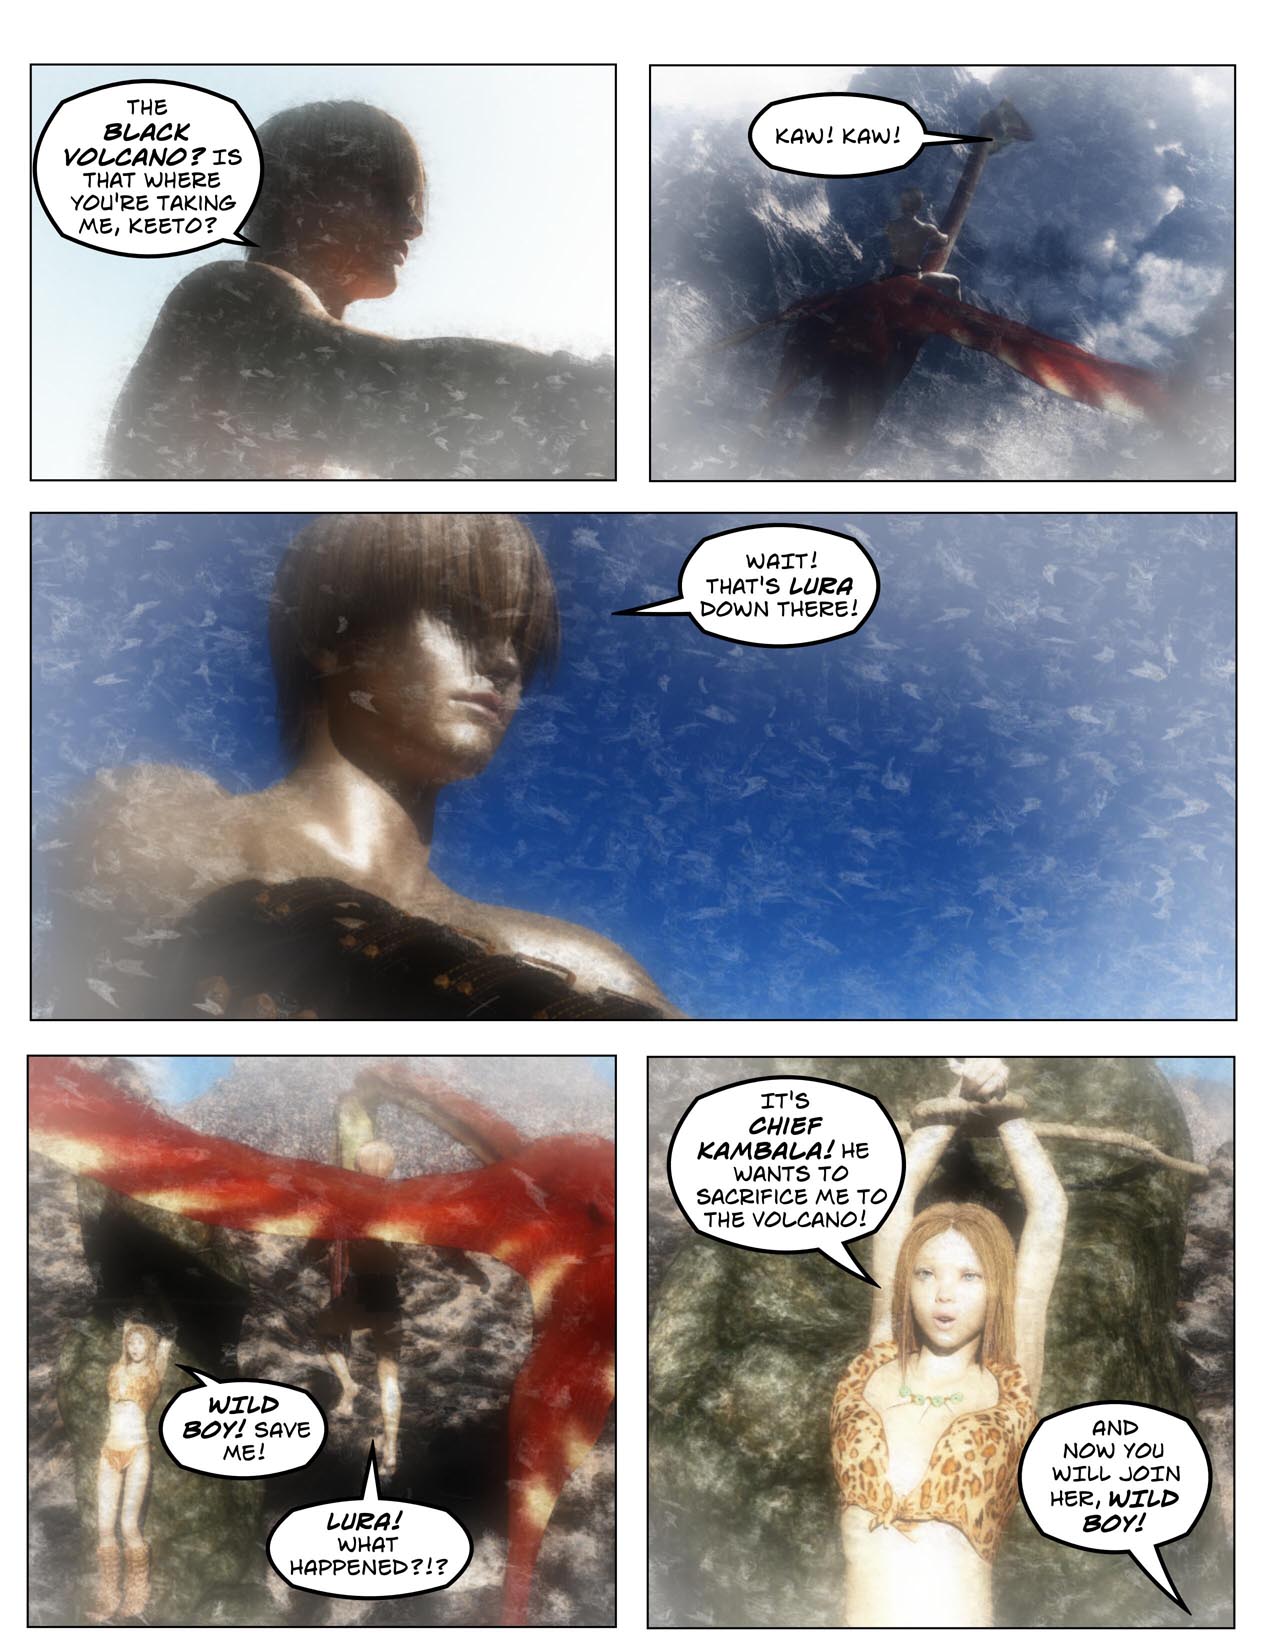 THE
BLACK
VOLCANO? IS
THAT WHERE
YOU'RE TAKING
ME, KEETO?
KAW! KAW!
WAIT!
THAT'S LURA
DOWN THERE!
WILD
BOY! SAVE
ME!
LURA!
WHAT
HAPPENED?!?
IT'S
CHIEF
KAMBALA! HE
WANTS TO
SACRIFICE ME TO
THE VOLCANO!
AND
NOW YOU
WILL JOIN
HER, WILD
BOY!